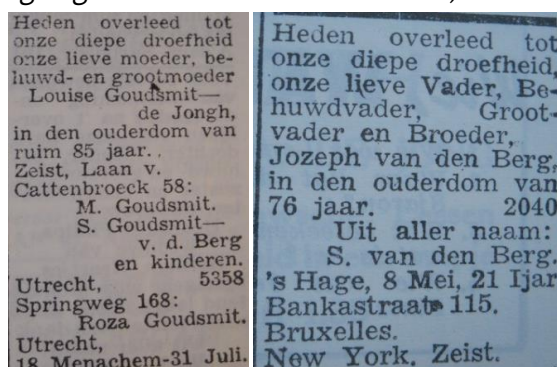 Heden overleed tot
onze diepe droefheid
onze lieve moeder, be-
huwd- en grootmoeder
Louise Goudsmit—
de Jongh,
in den ouderdom van
ruim 85 jaar.
Zeist, Laan v.
Cattenbroeck 58:
M. Goudsmit.
S. Goudsmit—
v. d. Berg
en kinderen.
Utrecht, 5358
Springweg 168:
Roza Goudsmit.
Utrecht,
18 Menachem-31 Juli.
Heden overleed tot
onze diepe droefheid,
onze lieve Vader, Be-
huwdvader, Groot-
vader en Broeder,
Jozeph van den Berg,
in den ouderdom van
76 jaar. 2040
Uit aller naam:
S. van den Berg.
's Hage, 8 Mei, 21 Ijar
Bankastraat 115.
Bruxelles.
New York, Zeist.